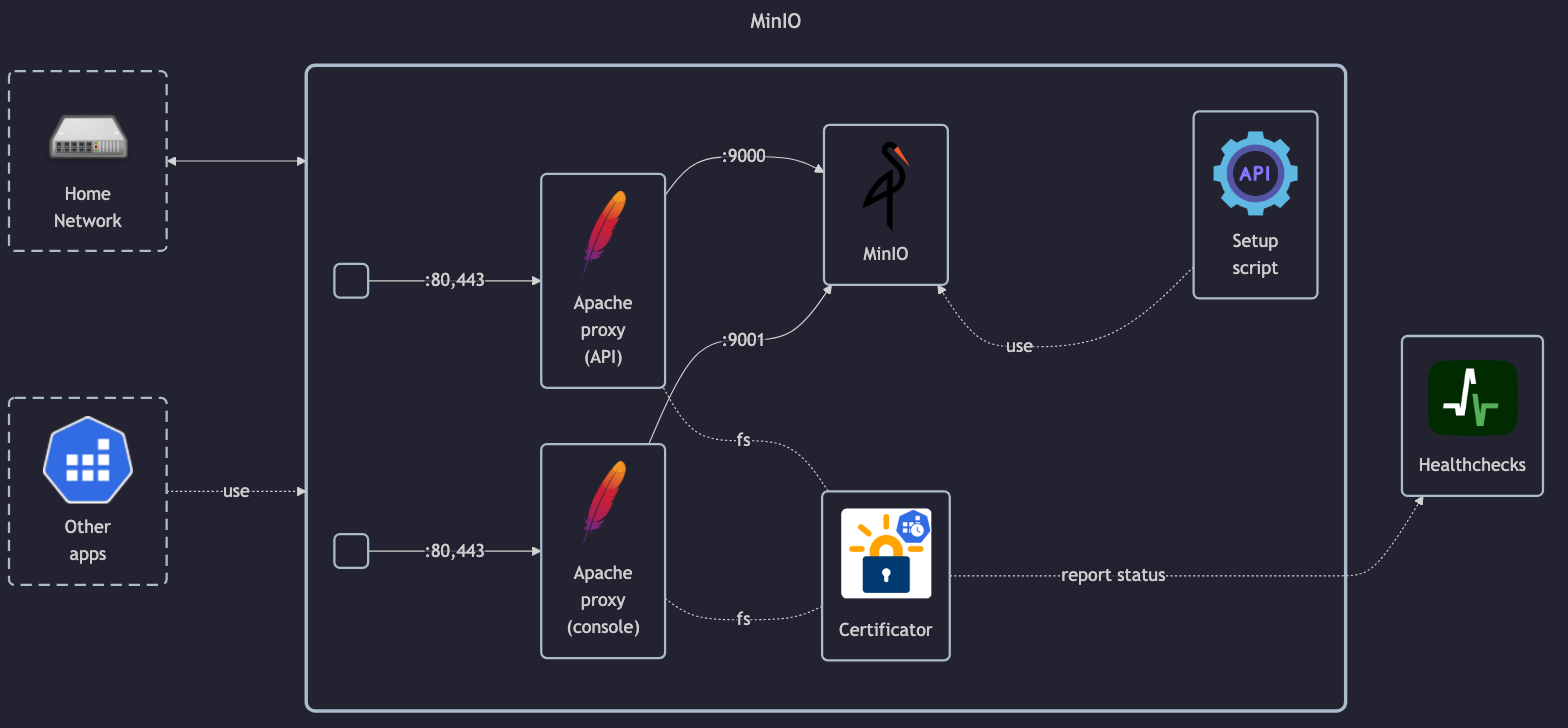 MinIO
Home
Network
:80,443
Apache
proxy
(API)
:9000
MinIO
API
Setup
script
:9001
use
fs
Other
apps
use
:80,443
Apache
proxy
(console)
fs
Certificator
report status
Healthchecks